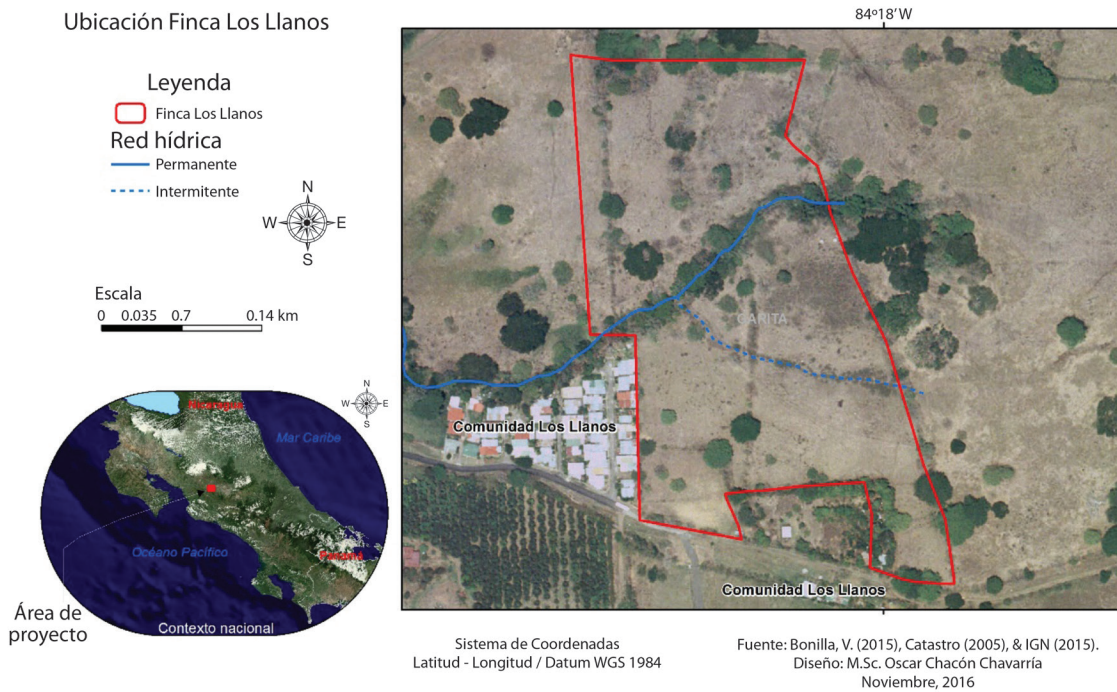 Ubicación Finca Los Llanos
84º18’W
Leyenda
Finca Los Llanos
Red hídrica
Permanente
Intermitente
N
W
E
S
Escala
0 0.035 0.7 0.14 km
CARITA
Comunidad Los Llanos
Comunidad Los Llanos
N
W
E
S
Nicaragua
Mar Caribe
Océano Pacífico
Panamá
Contexto nacional
Área de
proyecto
Sistema de Coordenadas
Latitud - Longitud / Datum WGS 1984
Fuente: Bonilla, V. (2015), Catastro (2005), & IGN (2015).
Diseño: M.Sc. Oscar Chacón Chavarría
Noviembre, 2016